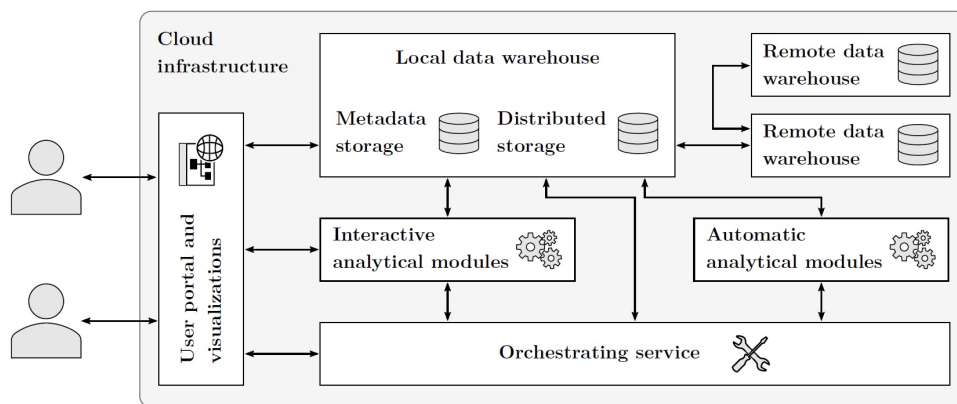 Cloud
infrastructure
Local data warehouse
Metadata
storage
Distributed
storage
Remote data
warehouse
Remote data
warehouse
User portal and
visualizations
Interactive
analytical modules
Automatic
analytical modules
Orchestrating service